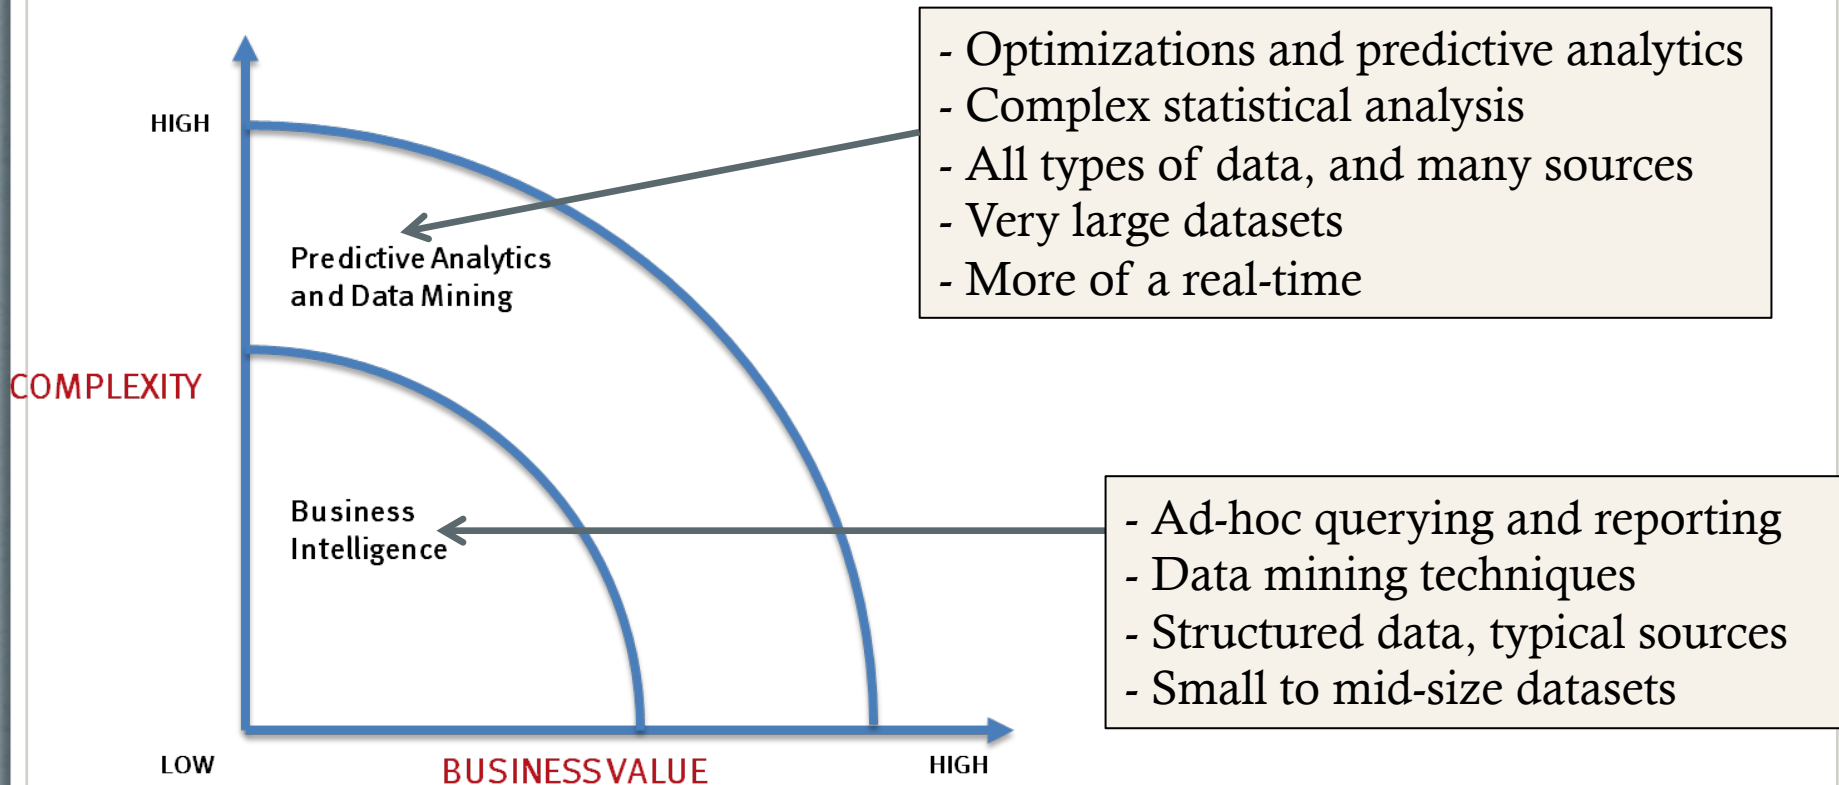 - Optimizations and predictive analytics
- Complex statistical analysis
- All types of data, and many sources
- Very large datasets
- More of a real-time
HIGH
Predictive Analytics
and Data Mining
COMPLEXITY
Business
Intelligence
- Ad-hoc querying and reporting
- Data mining techniques
- Structured data, typical sources
- Small to mid-size datasets
LOW
BUSINESS VALUE
HIGH